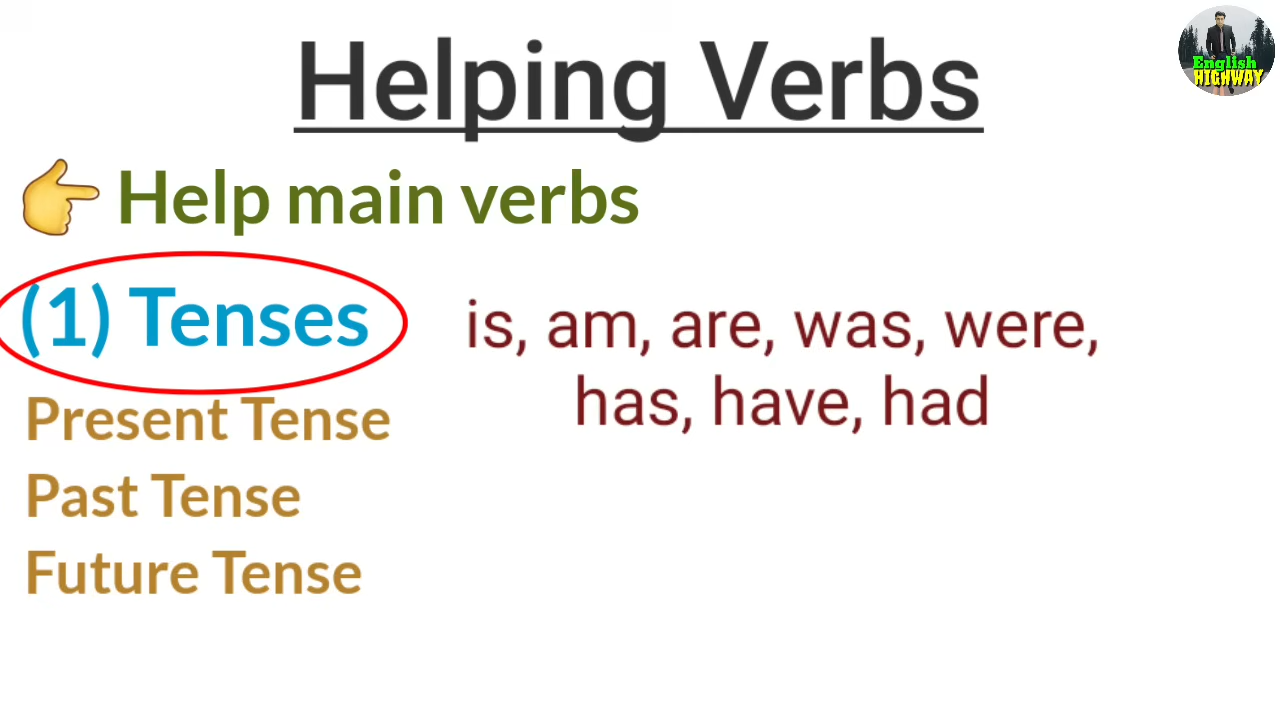 Helping Verbs
English
HIGHWAY
👉 Help main verbs
(1) Tenses
is, am, are, was, were,
has, have, had
Present Tense
Past Tense
Future Tense